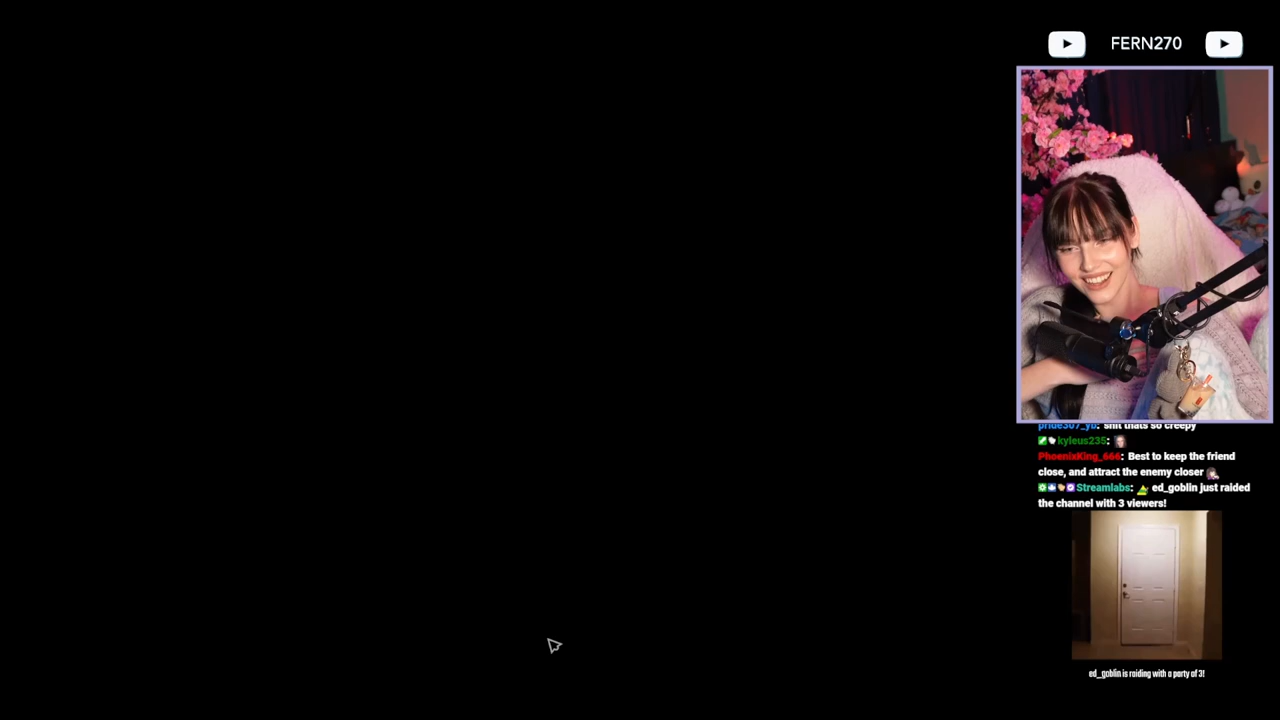 FERN270
pride307_yb: shit thats so creepy
kyleus235:
PhoenixKing_666: Best to keep the friend
close, and attract the enemy closer
Streamlabs: ed_goblin just raided
the channel with 3 viewers!
ed_goblin is raiding with a party of 3!